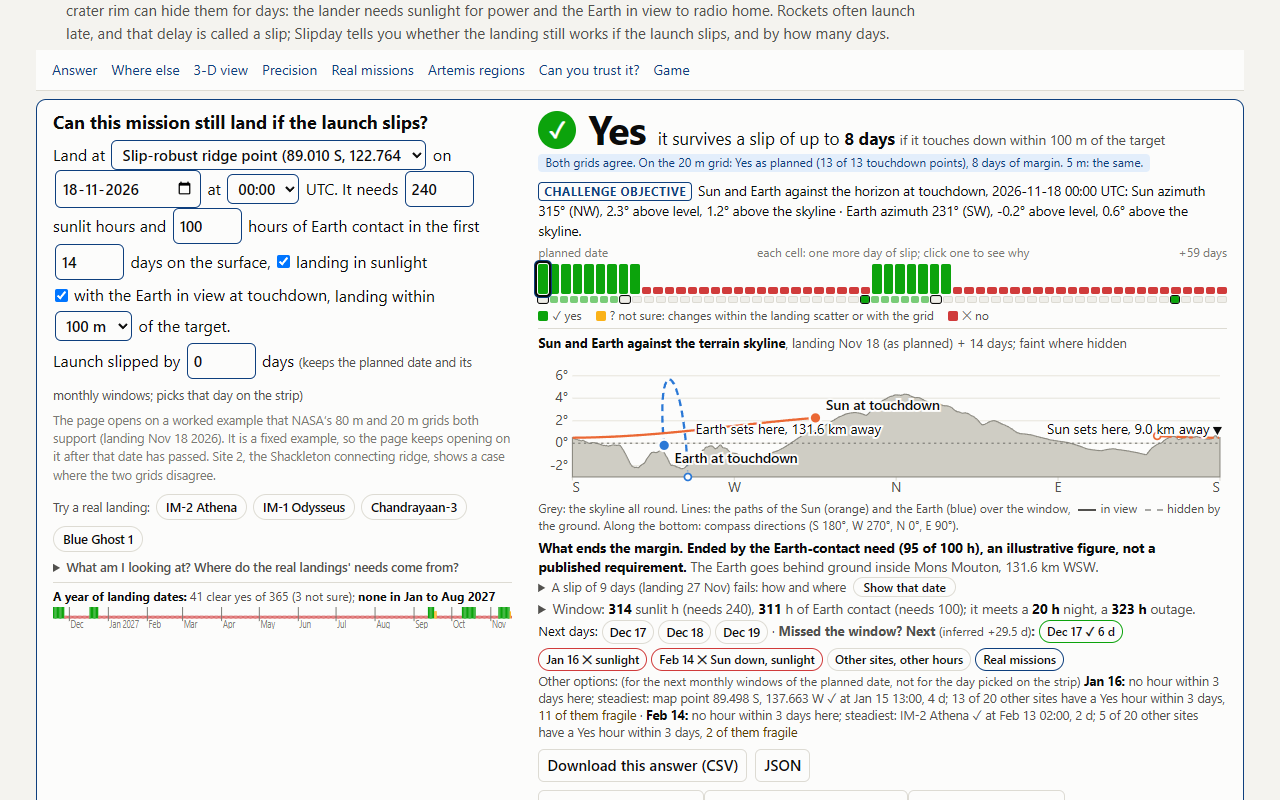 crater rim can hide them for days: the lander needs sunlight for power and the Earth in view to radio home. Rockets often launch
late, and that delay is called a slip; Slipday tells you whether the landing still works if the launch slips, and by how many days.
Answer Where else 3-D view Precision Real missions Artemis regions Can you trust it? Game
Can this mission still land if the launch slips?
Land at Slip-robust ridge point (89.010 S, 122.764 on
18-11-2026 at 00:00 UTC. It needs 240
sunlit hours and 100 hours of Earth contact in the first
14 days on the surface, landing in sunlight
with the Earth in view at touchdown, landing within
100 m of the target.
Launch slipped by 0 days (keeps the planned date and its
monthly windows; picks that day on the strip)
The page opens on a worked example that NASA's 80 m and 20 m grids both
support (landing Nov 18 2026). It is a fixed example, so the page keeps opening on
it after that date has passed. Site 2, the Shackleton connecting ridge, shows a case
where the two grids disagree.
Try a real landing: IM-2 Athena IM-1 Odysseus Chandrayaan-3
Blue Ghost 1
▶ What am I looking at? Where do the real landings' needs come from?
A year of landing dates: 41 clear yes of 365 (3 not sure); none in Jan to Aug 2027
Dec Jan 2027 Feb Mar Apr May Jun Jul Aug Sep Oct Nov
✓ Yes it survives a slip of up to 8 days if it touches down within 100 m of the target
Both grids agree. On the 20 m grid: Yes as planned (13 of 13 touchdown points), 8 days of margin. 5 m: the same.
CHALLENGE OBJECTIVE Sun and Earth against the horizon at touchdown, 2026-11-18 00:00 UTC: Sun azimuth
315° (NW), 2.3° above level, 1.2° above the skyline · Earth azimuth 231° (SW), -0.2° above level, 0.6° above the
skyline.
planned date each cell: one more day of slip; click one to see why +59 days
✓ yes ? not sure: changes within the landing scatter or with the grid ✕ no
Sun and Earth against the terrain skyline, landing Nov 18 (as planned) + 14 days; faint where hidden
6°
4°
Sun at touchdown
2°
Earth sets here, 131.6 km away Sun sets here, 9.0 km away ▼
0°
Earth at touchdown
-2°
S W N E S
Grey: the skyline all round. Lines: the paths of the Sun (orange) and the Earth (blue) over the window, in view hidden by
the ground. Along the bottom: compass directions (S 180°, W 270°, N 0°, E 90°).
What ends the margin. Ended by the Earth-contact need (95 of 100 h), an illustrative figure, not a
published requirement. The Earth goes behind ground inside Mons Mouton, 131.6 km WSW.
▶ A slip of 9 days (landing 27 Nov) fails: how and where Show that date
▶ Window: 314 sunlit h (needs 240), 311 h of Earth contact (needs 100); it meets a 20 h night, a 323 h outage.
Next days: Dec 17 Dec 18 Dec 19 · Missed the window? Next (inferred +29.5 d): Dec 17 ✓ 6 d
Jan 16 ✕ sunlight Feb 14 ✕ Sun down, sunlight Other sites, other hours Real missions
Other options: (for the next monthly windows of the planned date, not for the day picked on the strip) Jan 16: no hour within 3
days here; steadiest: map point 89.498 S, 137.663 W ✓ at Jan 15 13:00, 4 d; 13 of 20 other sites have a Yes hour within 3 days,
11 of them fragile · Feb 14: no hour within 3 days here; steadiest: IM-2 Athena ✓ at Feb 13 02:00, 2 d; 5 of 20 other sites
have a Yes hour within 3 days, 2 of them fragile
Download this answer (CSV) JSON